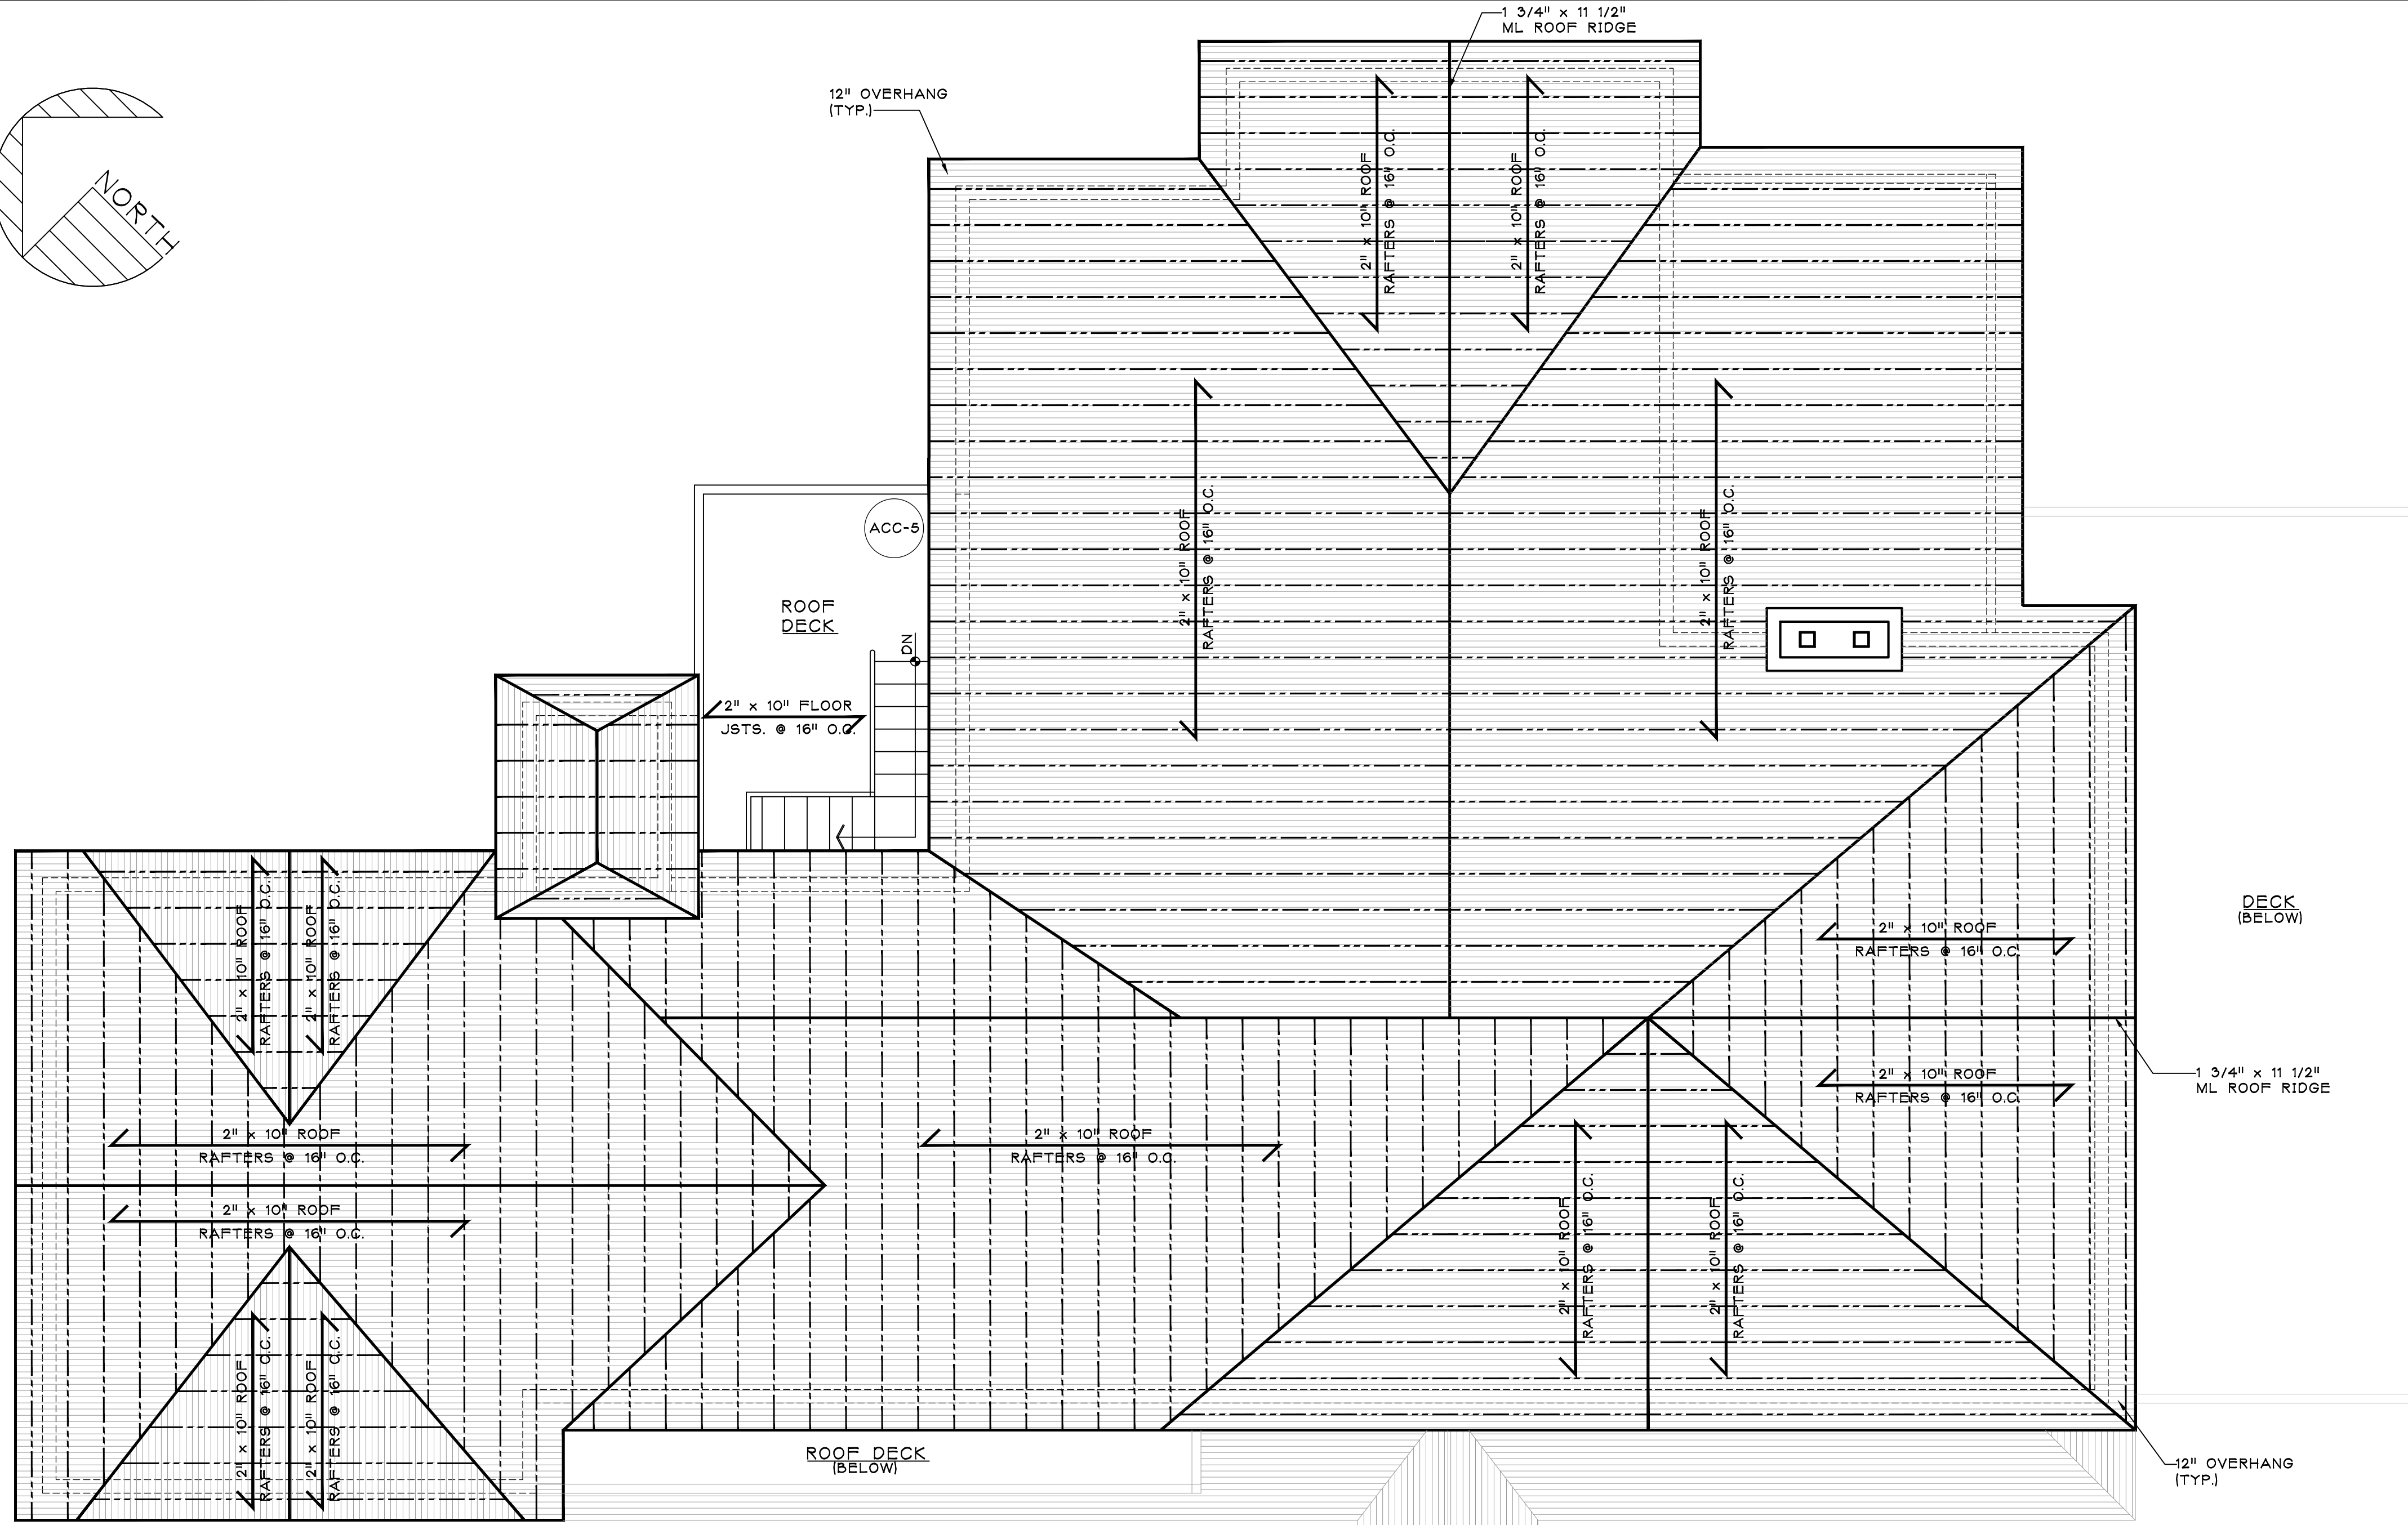 1 3/4" x 11 1/2"
ML ROOF RIDGE
12" OVERHANG
(TYP.)
NORTH
2" x 10" ROOF
RAFTERS @ 16" O.C.
2" x 10" ROOF
RAFTERS @ 16" O.C.
ACC-5
2" x 10" ROOF
RAFTERS @ 16" O.C.
2" x 10" ROOF
RAFTERS @ 16" O.C.
ROOF
DECK
DN
2" x 10" FLOOR
JSTS. @ 16" O.C.
2" x 10" ROOF
RAFTERS @ 16" O.C.
2" x 10" ROOF
RAFTERS @ 16" O.C.
DECK
(BELOW)
2" x 10" ROOF
RAFTERS @ 16" O.C.
2" x 10" ROOF
RAFTERS @ 16" O.C.
1 3/4" x 11 1/2"
ML ROOF RIDGE
2" x 10" ROOF
RAFTERS @ 16" O.C.
2" x 10" ROOF
RAFTERS @ 16" O.C.
2" x 10" ROOF
RAFTERS @ 16" O.C.
2" x 10" ROOF
RAFTERS @ 16" O.C.
2" x 10" ROOF
RAFTERS @ 16" O.C.
2" x 10" ROOF
RAFTERS @ 16" O.C.
2" x 10" ROOF
RAFTERS @ 16" O.C.
ROOF DECK
(BELOW)
12" OVERHANG
(TYP.)